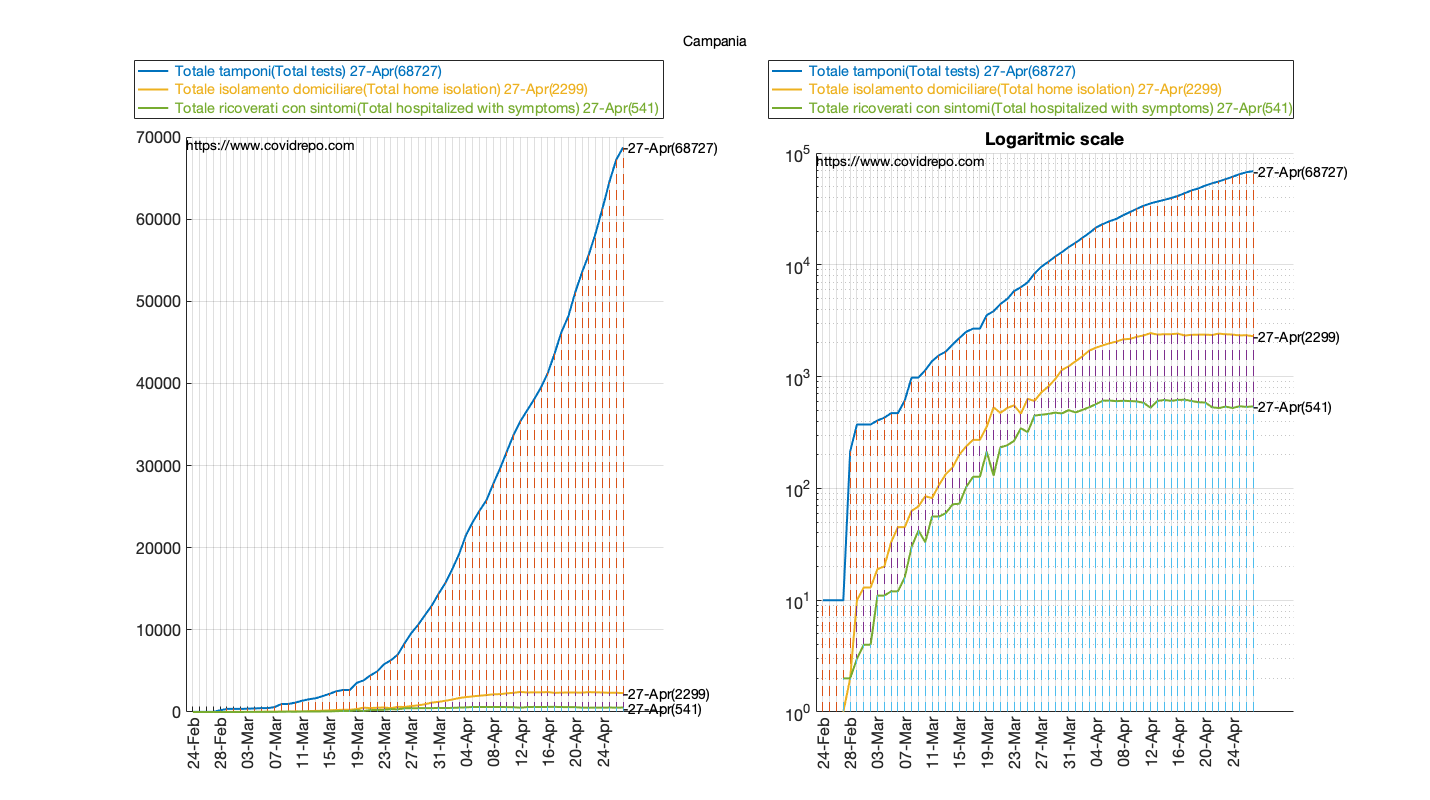 Campania
Totale tamponi(Total tests) 27-Apr(68727)
Totale isolamento domiciliare(Total home isolation) 27-Apr(2299)
Totale ricoverati con sintomi(Total hospitalized with symptoms) 27-Apr(541)
https://www.covidrepo.com
70000
60000
50000
40000
30000
20000
10000
0
-27-Apr(68727)
-27-Apr(2299)
-27-Apr(541)
24-Feb
28-Feb
03-Mar
07-Mar
11-Mar
15-Mar
19-Mar
23-Mar
27-Mar
31-Mar
04-Apr
08-Apr
12-Apr
16-Apr
20-Apr
24-Apr
Totale tamponi(Total tests) 27-Apr(68727)
Totale isolamento domiciliare(Total home isolation) 27-Apr(2299)
Totale ricoverati con sintomi(Total hospitalized with symptoms) 27-Apr(541)
Logaritmic scale
https://www.covidrepo.com
10^5
10^4
10^3
10^2
10^1
10^0
-27-Apr(68727)
-27-Apr(2299)
-27-Apr(541)
24-Feb
28-Feb
03-Mar
07-Mar
11-Mar
15-Mar
19-Mar
23-Mar
27-Mar
31-Mar
04-Apr
08-Apr
12-Apr
16-Apr
20-Apr
24-Apr